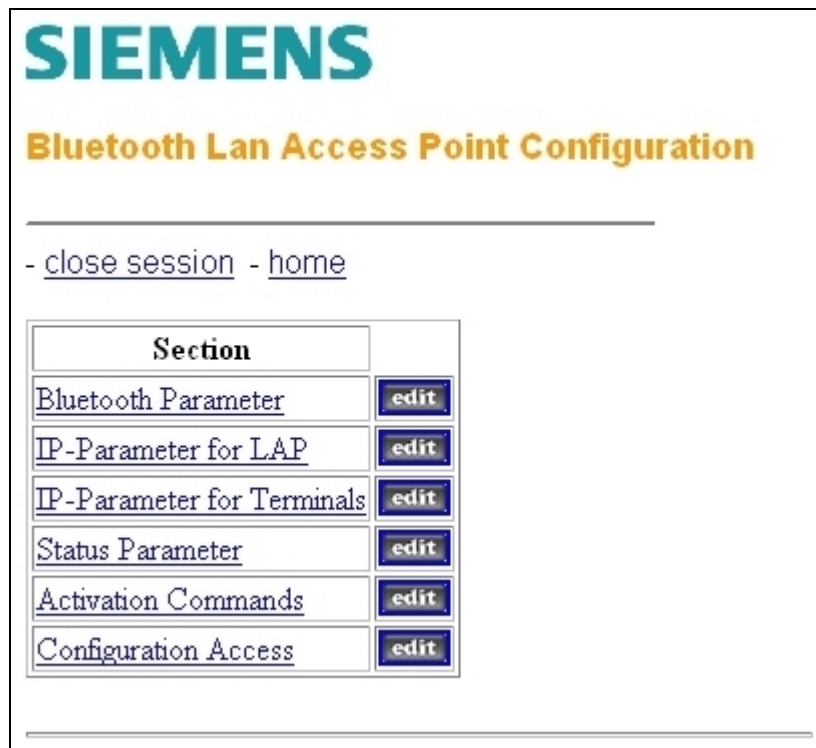 SIEMENS
Bluetooth Lan Access Point Configuration
- close session - home
Section
Bluetooth Parameter edit
IP-Parameter for LAP edit
IP-Parameter for Terminals edit
Status Parameter edit
Activation Commands edit
Configuration Access edit